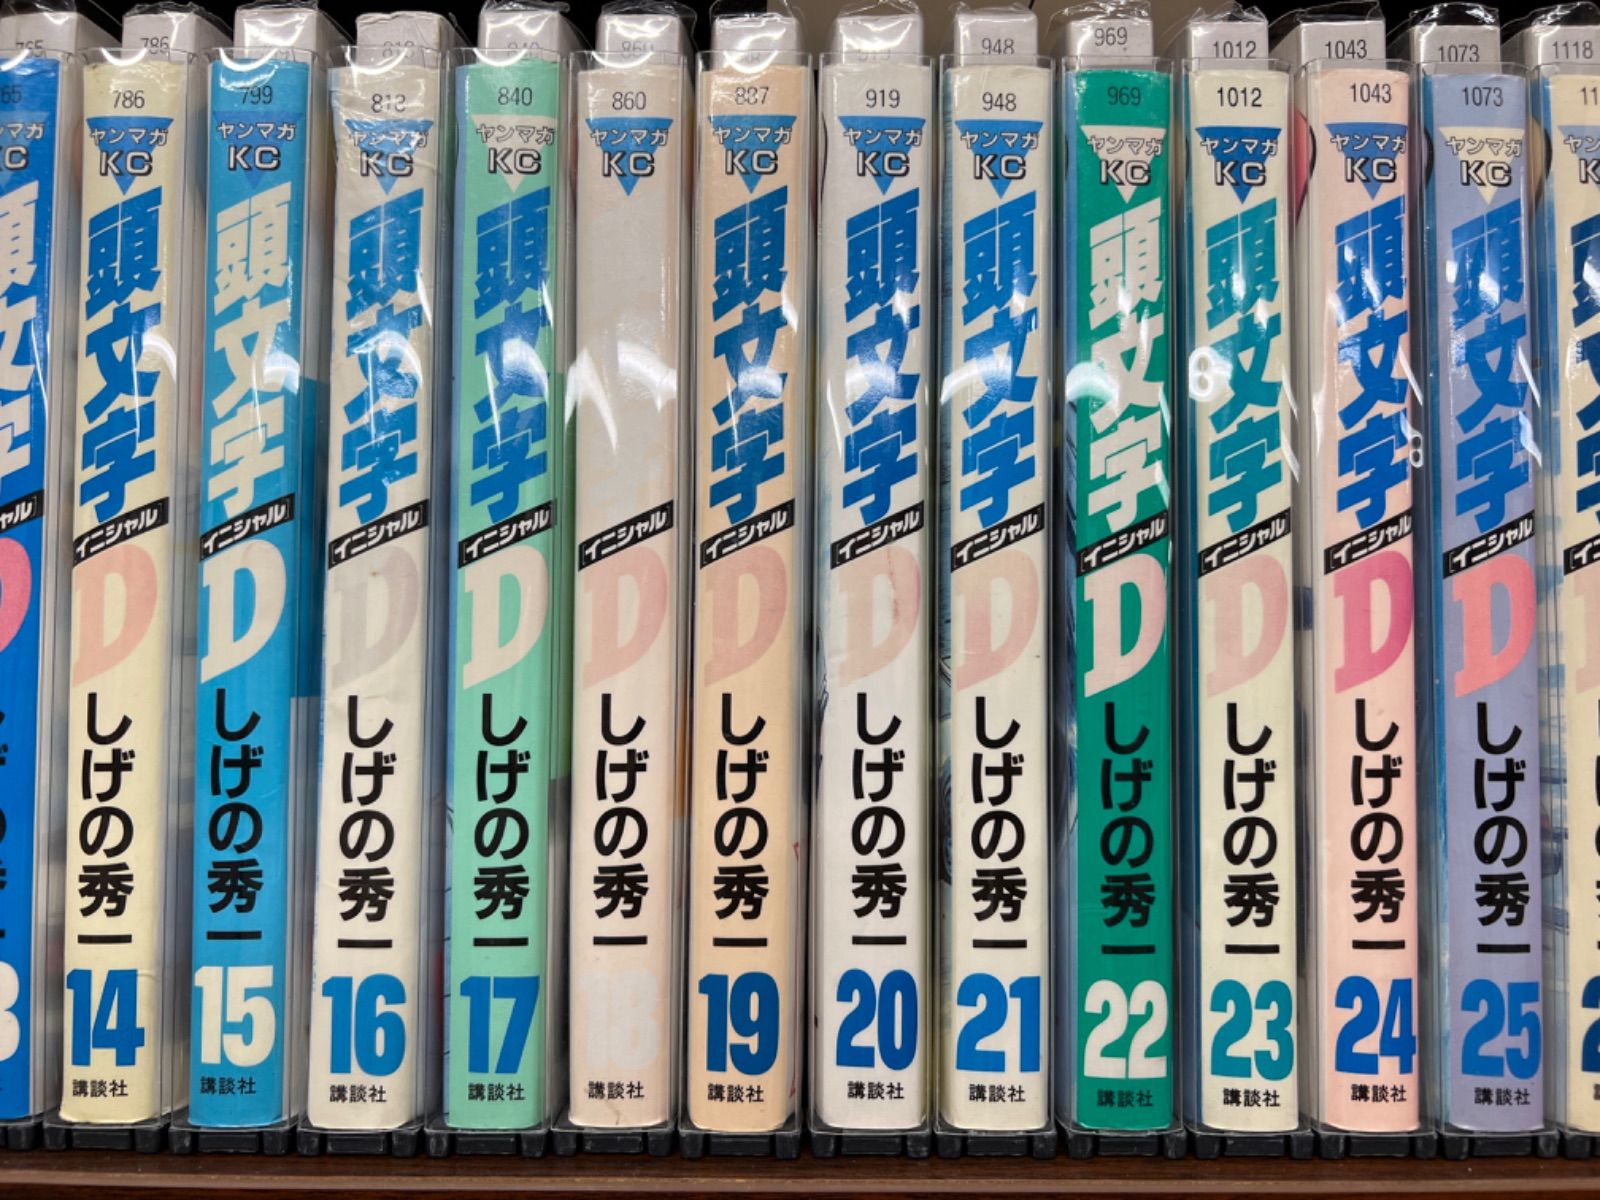 786
1012
1043
1073
1118
948
969
860
786
ヤンマガ
KC
頭文字
イニシャル
D
しげの秀一
14
講談社
799
ヤンマガ
KC
頭文字
イニシャル
D
しげの秀一
15
講談社
813
ヤンマガ
KC
頭文字
イニシャル
D
しげの秀一
16
講談社
840
ヤンマガ
KC
頭文字
イニシャル
D
しげの秀一
17
講談社
860
ヤンマガ
KC
頭文字
イニシャル
D
しげの秀一
18
講談社
887
ヤンマガ
KC
頭文字
イニシャル
D
しげの秀一
19
講談社
919
ヤンマガ
KC
頭文字
イニシャル
D
しげの秀一
20
講談社
948
ヤンマガ
KC
頭文字
イニシャル
D
しげの秀一
21
講談社
969
ヤンマガ
KC
頭文字
イニシャル
D
しげの秀一
22
講談社
1012
ヤンマガ
KC
頭文字
イニシャル
D
しげの秀一
23
講談社
1043
ヤンマガ
KC
頭文字
イニシャル
D
しげの秀一
24
講談社
1073
ヤンマガ
KC
頭文字
イニシャル
D
しげの秀一
25
講談社